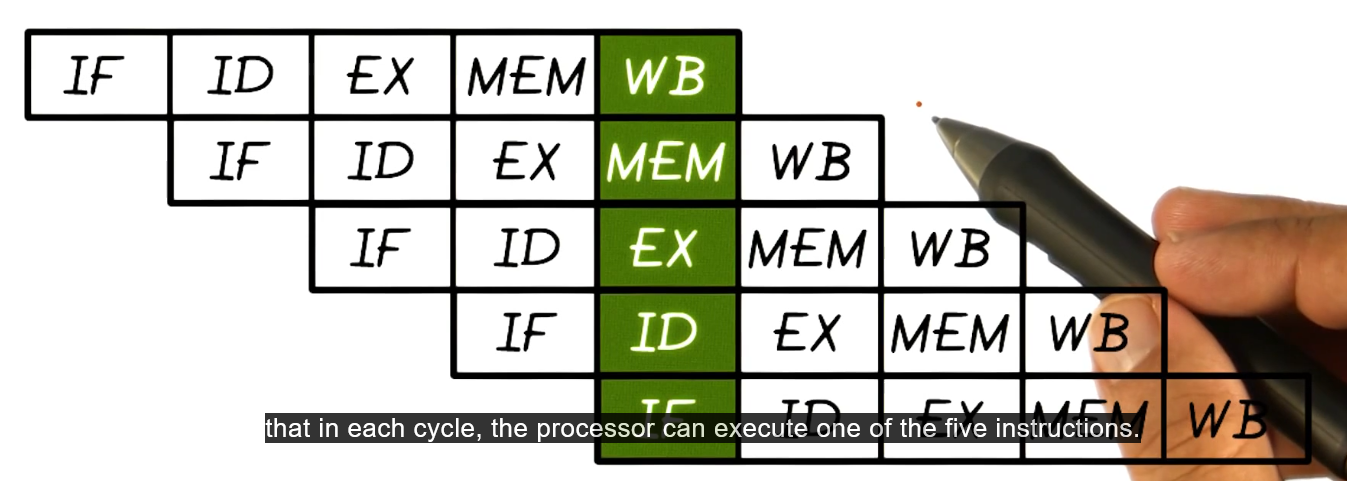 IF ID EX MEM WB
IF ID EX MEM WB
IF ID EX MEM WB
IF ID EX MEM WB
IF ID EX MEM WB
that in each cycle, the processor can execute one of the five instructions.